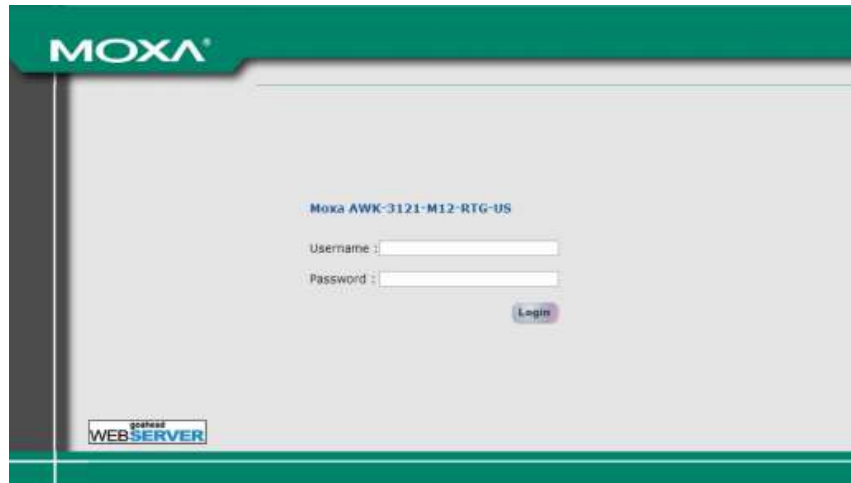 MOXA®
Moxa AWK-3121-M12-RTG-US
Username :
Password :
Login
goahead
WEBSERVER